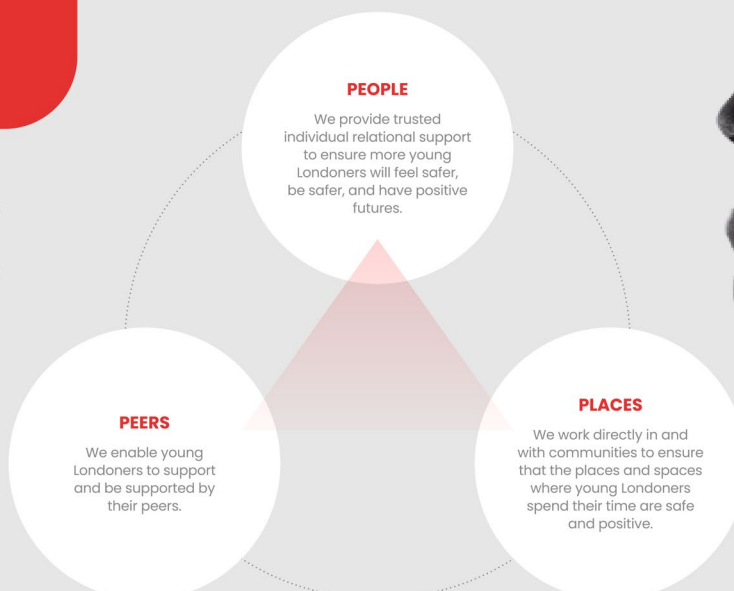 PEOPLE
We provide trusted
individual relational support
to ensure more young
Londoners will feel safer,
be safer, and have positive
futures.
PEERS
We enable young
Londoners to support
and be supported by
their peers.
PLACES
We work directly in and
with communities to ensure
that the places and spaces
where young Londoners
spend their time are safe
and positive.